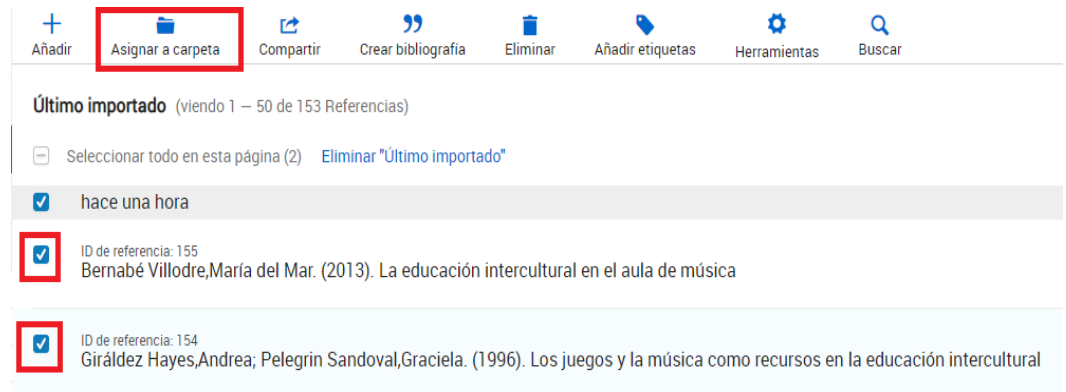 Añadir Asignar a carpeta Compartir Crear bibliografía Eliminar Añadir etiquetas Herramientas Buscar
Último importado (viendo 1 – 50 de 153 Referencias)
Seleccionar todo en esta página (2) Eliminar "Último importado"
hace una hora
ID de referencia: 155
Bernabé Villodre,María del Mar. (2013). La educación intercultural en el aula de música
ID de referencia: 154
Giráldez Hayes,Andrea; Pelegrin Sandoval,Graciela. (1996). Los juegos y la música como recursos en la educación intercultural